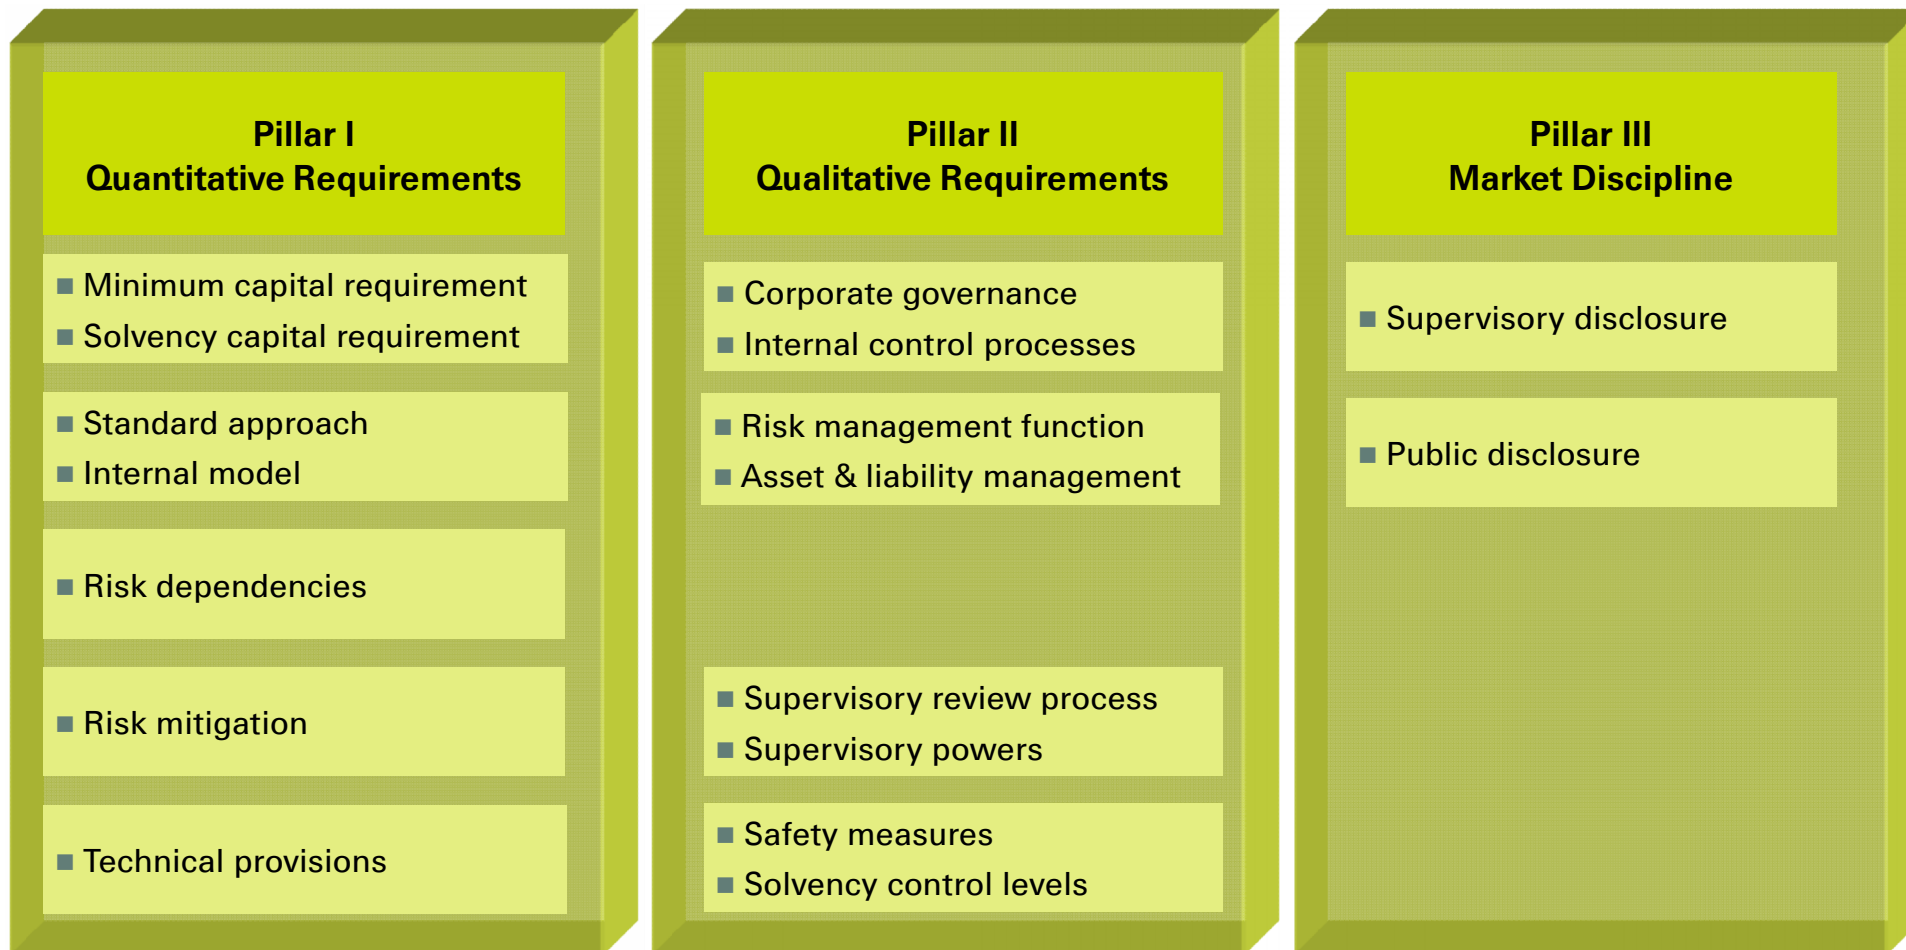 Pillar I
Quantitative Requirements
■ Minimum capital requirement
■ Solvency capital requirement
■ Standard approach
■ Internal model
■ Risk dependencies
■ Risk mitigation
■ Technical provisions
Pillar II
Qualitative Requirements
■ Corporate governance
■ Internal control processes
■ Risk management function
■ Asset & liability management
■ Supervisory review process
■ Supervisory powers
■ Safety measures
■ Solvency control levels
Pillar III
Market Discipline
■ Supervisory disclosure
■ Public disclosure